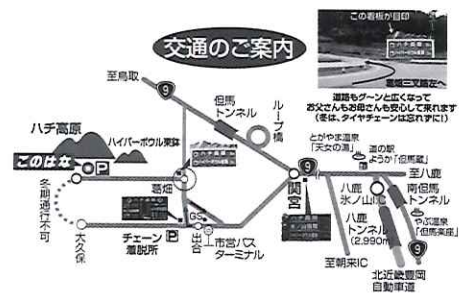 交通のご案内
この看板が目印
葛畑三叉路左へ
道路もグーンと広くなって
お父さんもお母さんも安心して来れます
(冬は、タイヤチェーンは忘れずに!)
至鳥取
9
但馬
トンネル
ループ橋
ハチ高原
ハイパーボウル東鉢
このはな
P
冬期通行不可
葛畑
大久保
チェーン
着脱所
P
GS
出合
市営バス
ターミナル
関宮
9
とがやま温泉
「天女の湯」
道の駅
ようか「但馬蔵」
至八鹿
八鹿
氷ノ山IC
南但馬
トンネル
八鹿
トンネル
(2,990m)
やぶ温泉
「但馬楽座」
9
至朝来IC
北近畿豊岡
自動車道